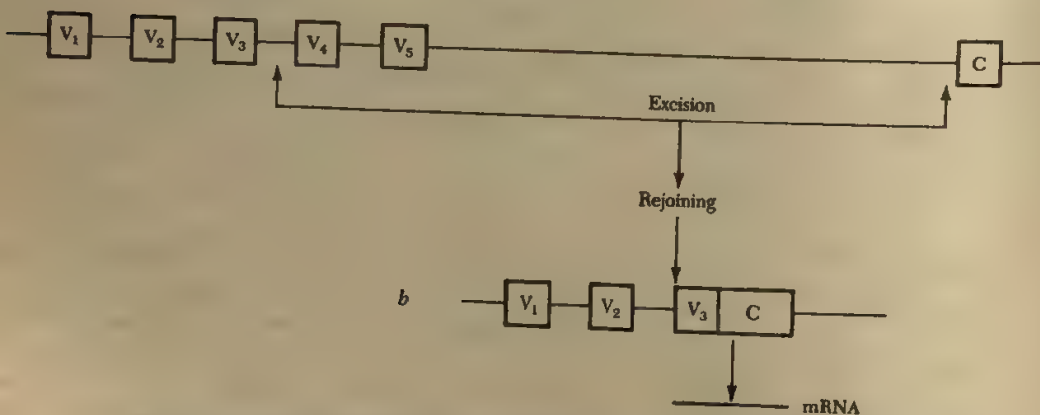 V₁ V₂ V₃ V₄ V₅ C
Excision
Rejoining
b V₁ V₂ V₃ C
mRNA